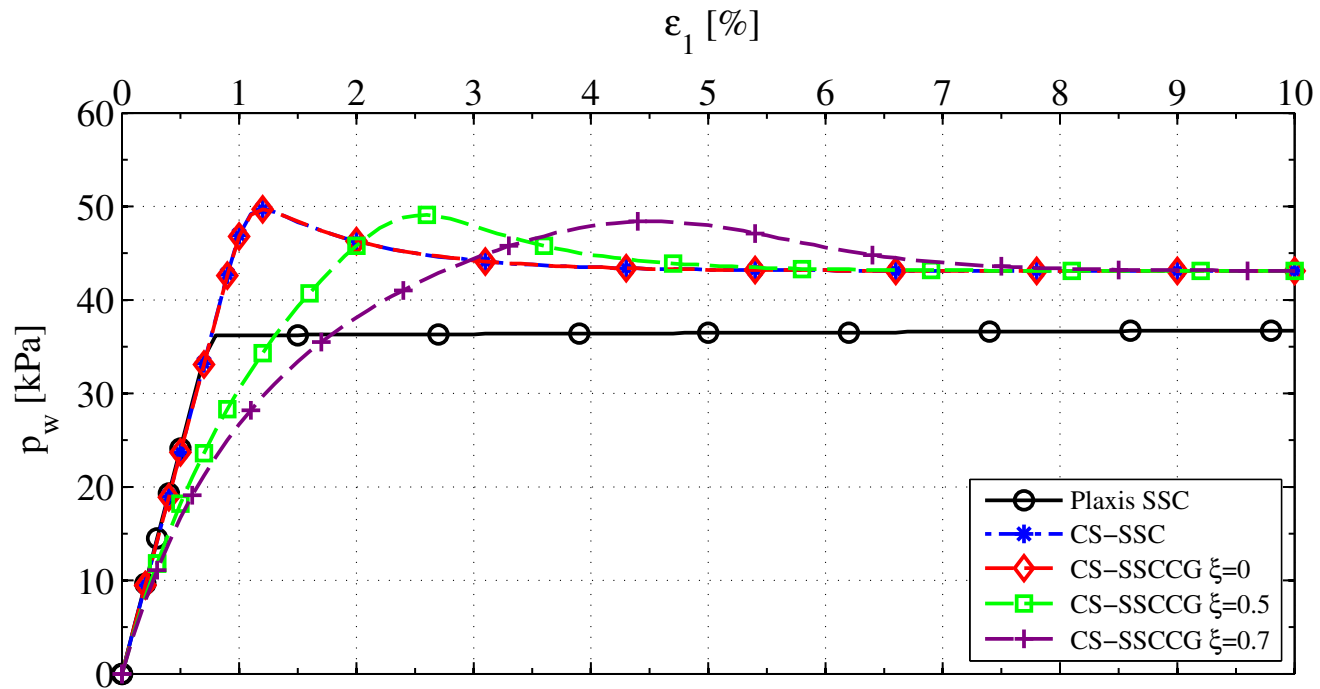 ε₁ [%]
0 1 2 3 4 5 6 7 8 9 10
60
50
40
30
20
10
0
p_w [kPa]
Plaxis SSC
CS−SSC
CS−SSCCG ξ=0
CS−SSCCG ξ=0.5
CS−SSCCG ξ=0.7